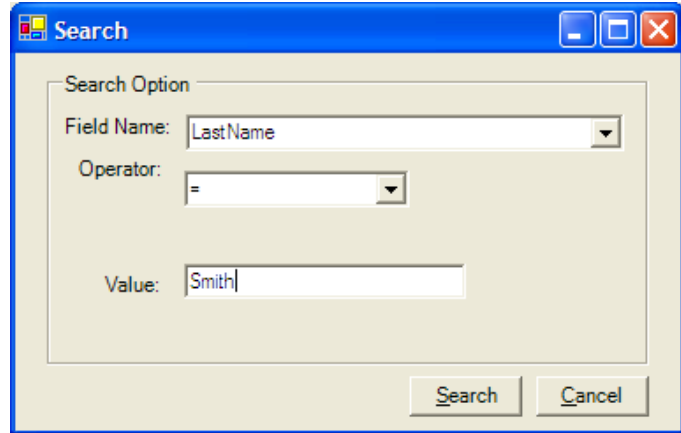 Search
Search Option
Field Name: LastName
Operator: =
Value: Smith
Search Cancel